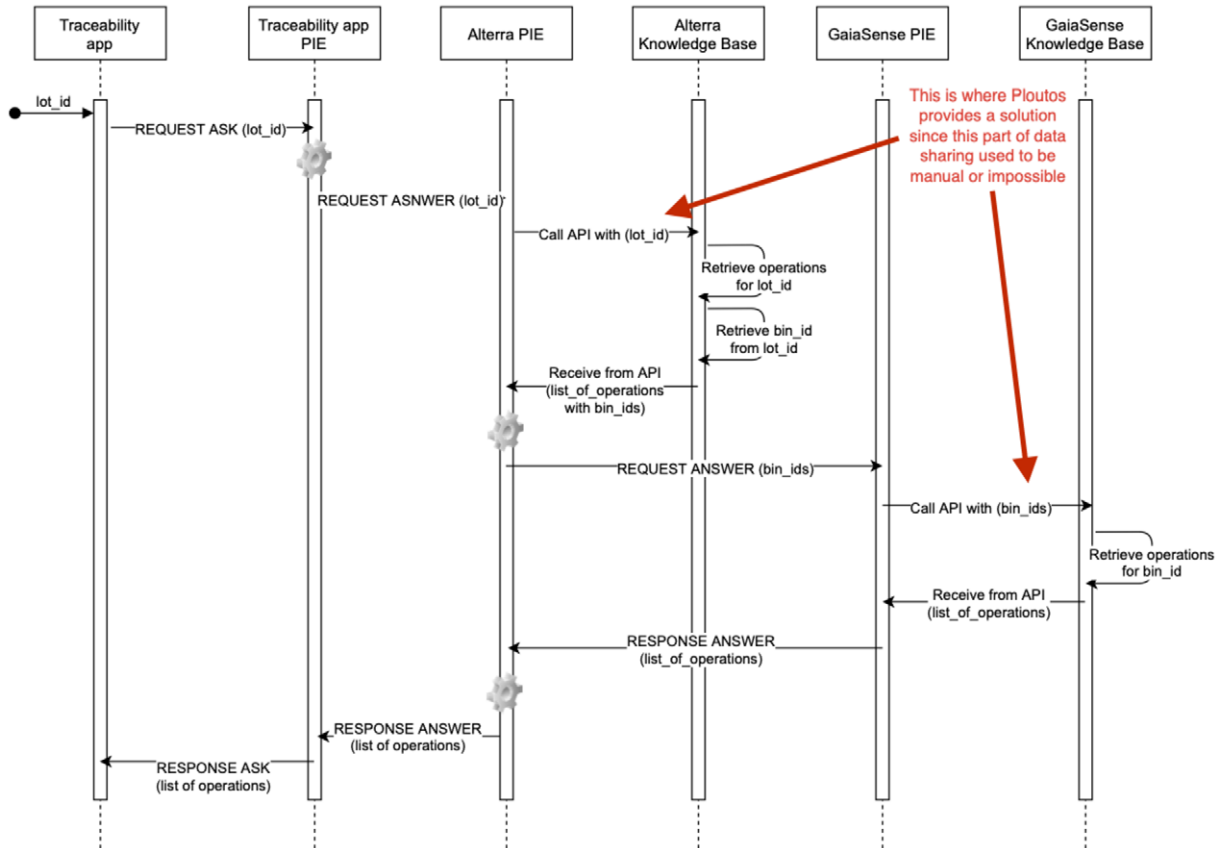 Traceability
app
Traceability app
PIE
Alterra PIE
Alterra
Knowledge Base
GaiaSense PIE
GaiaSense
Knowledge Base
This is where Ploutos
provides a solution
since this part of data
sharing used to be
manual or impossible
lot_id
REQUEST ASK (lot_id)
REQUEST ASNWER (lot_id)
Call API with (lot_id)
Retrieve operations
for lot_id
Retrieve bin_id
from lot_id
Receive from API
(list_of_operations
with bin_ids)
REQUEST ANSWER (bin_ids)
Call API with (bin_ids)
Retrieve operations
for bin_id
Receive from API
(list_of_operations)
RESPONSE ANSWER
(list_of_operations)
RESPONSE ANSWER
(list of operations)
RESPONSE ASK
(list of operations)